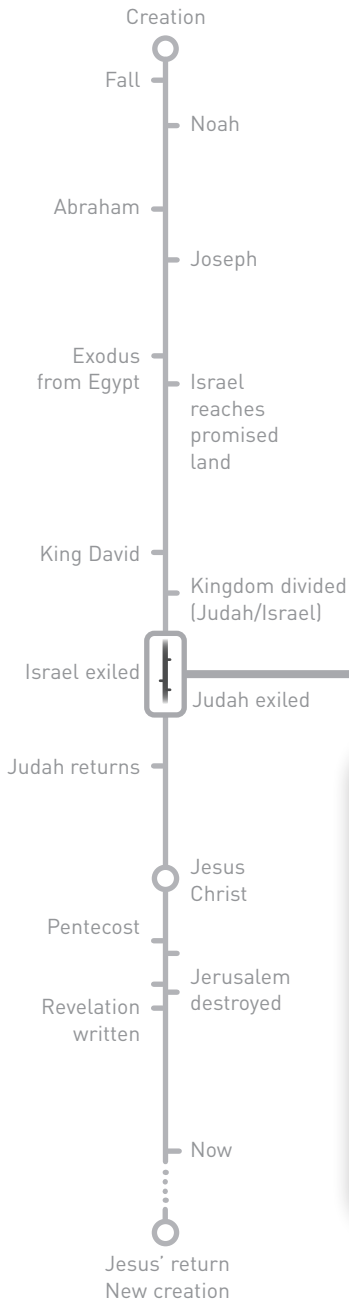 Creation
Fall
Noah
Abraham
Joseph
Exodus
from Egypt
Israel
reaches
promised
land
King David
Kingdom divided
(Judah/Israel)
Israel exiled
Judah exiled
Judah returns
Jesus
Christ
Pentecost
Jerusalem
destroyed
Revelation
written
Now
Jesus' return
New creation